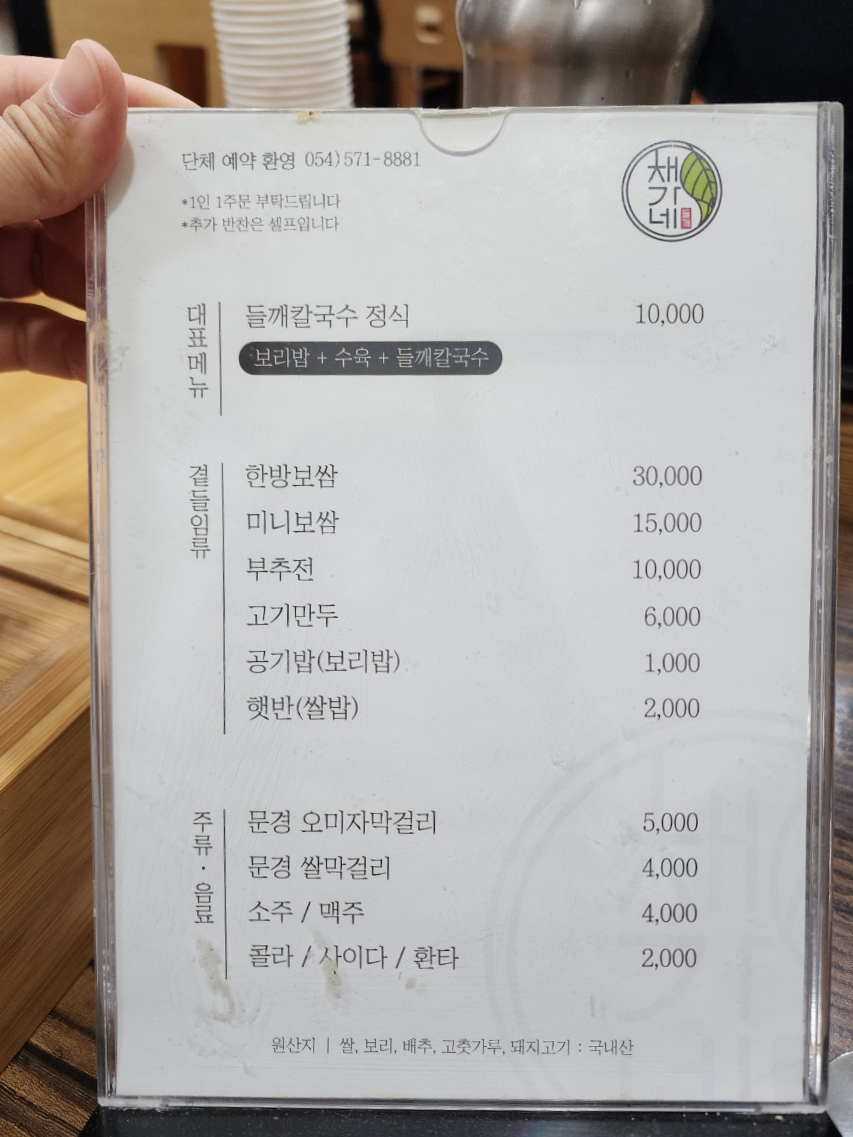 단체 예약 환영 054)571-8881
*1인 1주문 부탁드립니다
*추가 반찬은 셀프입니다
채가네
대표메뉴
들깨칼국수 정식 10,000
보리밥 + 수육 + 들깨칼국수
곁들임류
한방보쌈 30,000
미니보쌈 15,000
부추전 10,000
고기만두 6,000
공기밥(보리밥) 1,000
햇반(쌀밥) 2,000
주류 · 음료
문경 오미자막걸리 5,000
문경 쌀막걸리 4,000
소주 / 맥주 4,000
콜라 / 사이다 / 환타 2,000
원산지 | 쌀, 보리, 배추, 고춧가루, 돼지고기 : 국내산